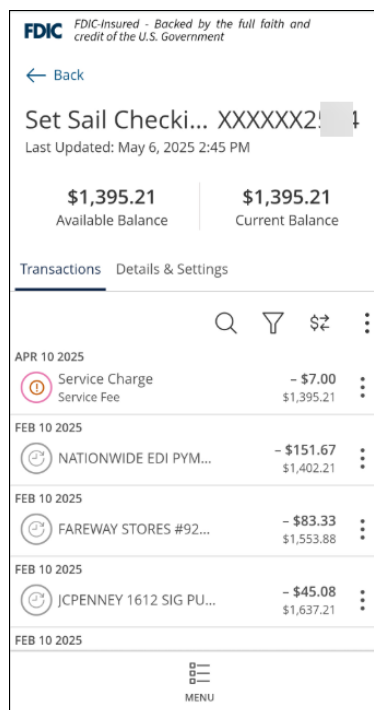 FDIC FDIC-Insured - Backed by the full faith and
credit of the U.S. Government
Back
Set Sail Checki... XXXXXX2
Last Updated: May 6, 2025 2:45 PM
$1,395.21 $1,395.21
Available Balance Current Balance
Transactions Details & Settings
APR 10 2025
Service Charge – $7.00
Service Fee $1,395.21
FEB 10 2025
NATIONWIDE EDI PYM... – $151.67
$1,402.21
FEB 10 2025
FAREWAY STORES #92... – $83.33
$1,553.88
FEB 10 2025
JCPENNEY 1612 SIG PU... – $45.08
$1,637.21
FEB 10 2025
MENU